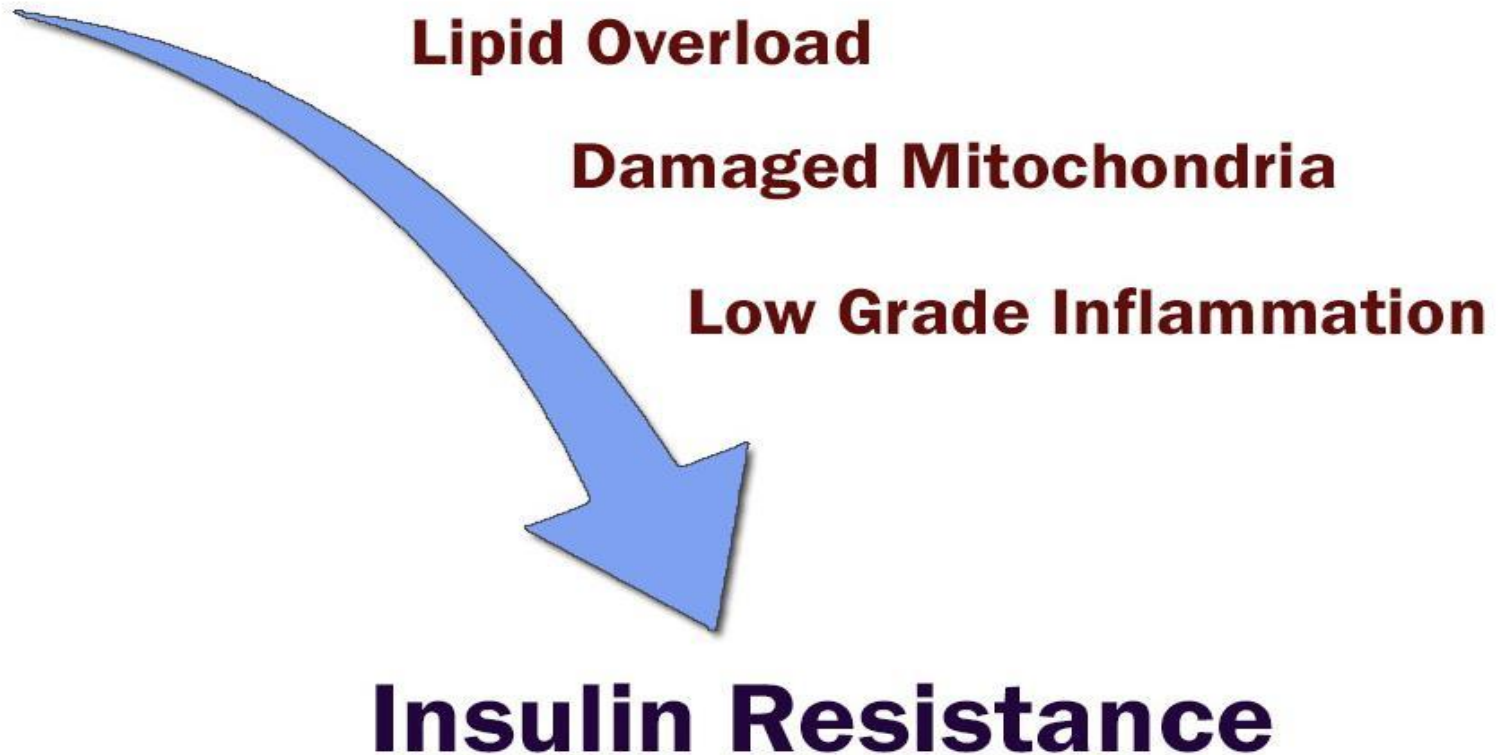 Lipid Overload
Damaged Mitochondria
Low Grade Inflammation
Insulin Resistance